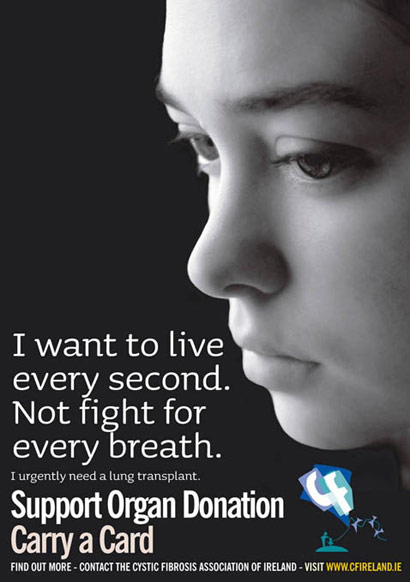 I want to live
every second.
Not fight for
every breath.
I urgently need a lung transplant.
Support Organ Donation
Carry a Card
FIND OUT MORE - CONTACT THE CYSTIC FIBROSIS ASSOCIATION OF IRELAND - VISIT WWW.CFIRELAND.IE
cf